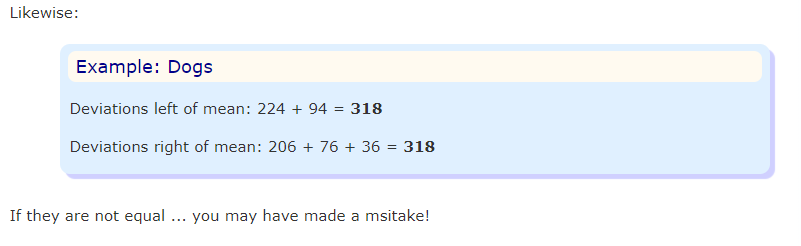 Likewise:
Example: Dogs
Deviations left of mean: 224 + 94 = 318
Deviations right of mean: 206 + 76 + 36 = 318
If they are not equal ... you may have made a msitake!